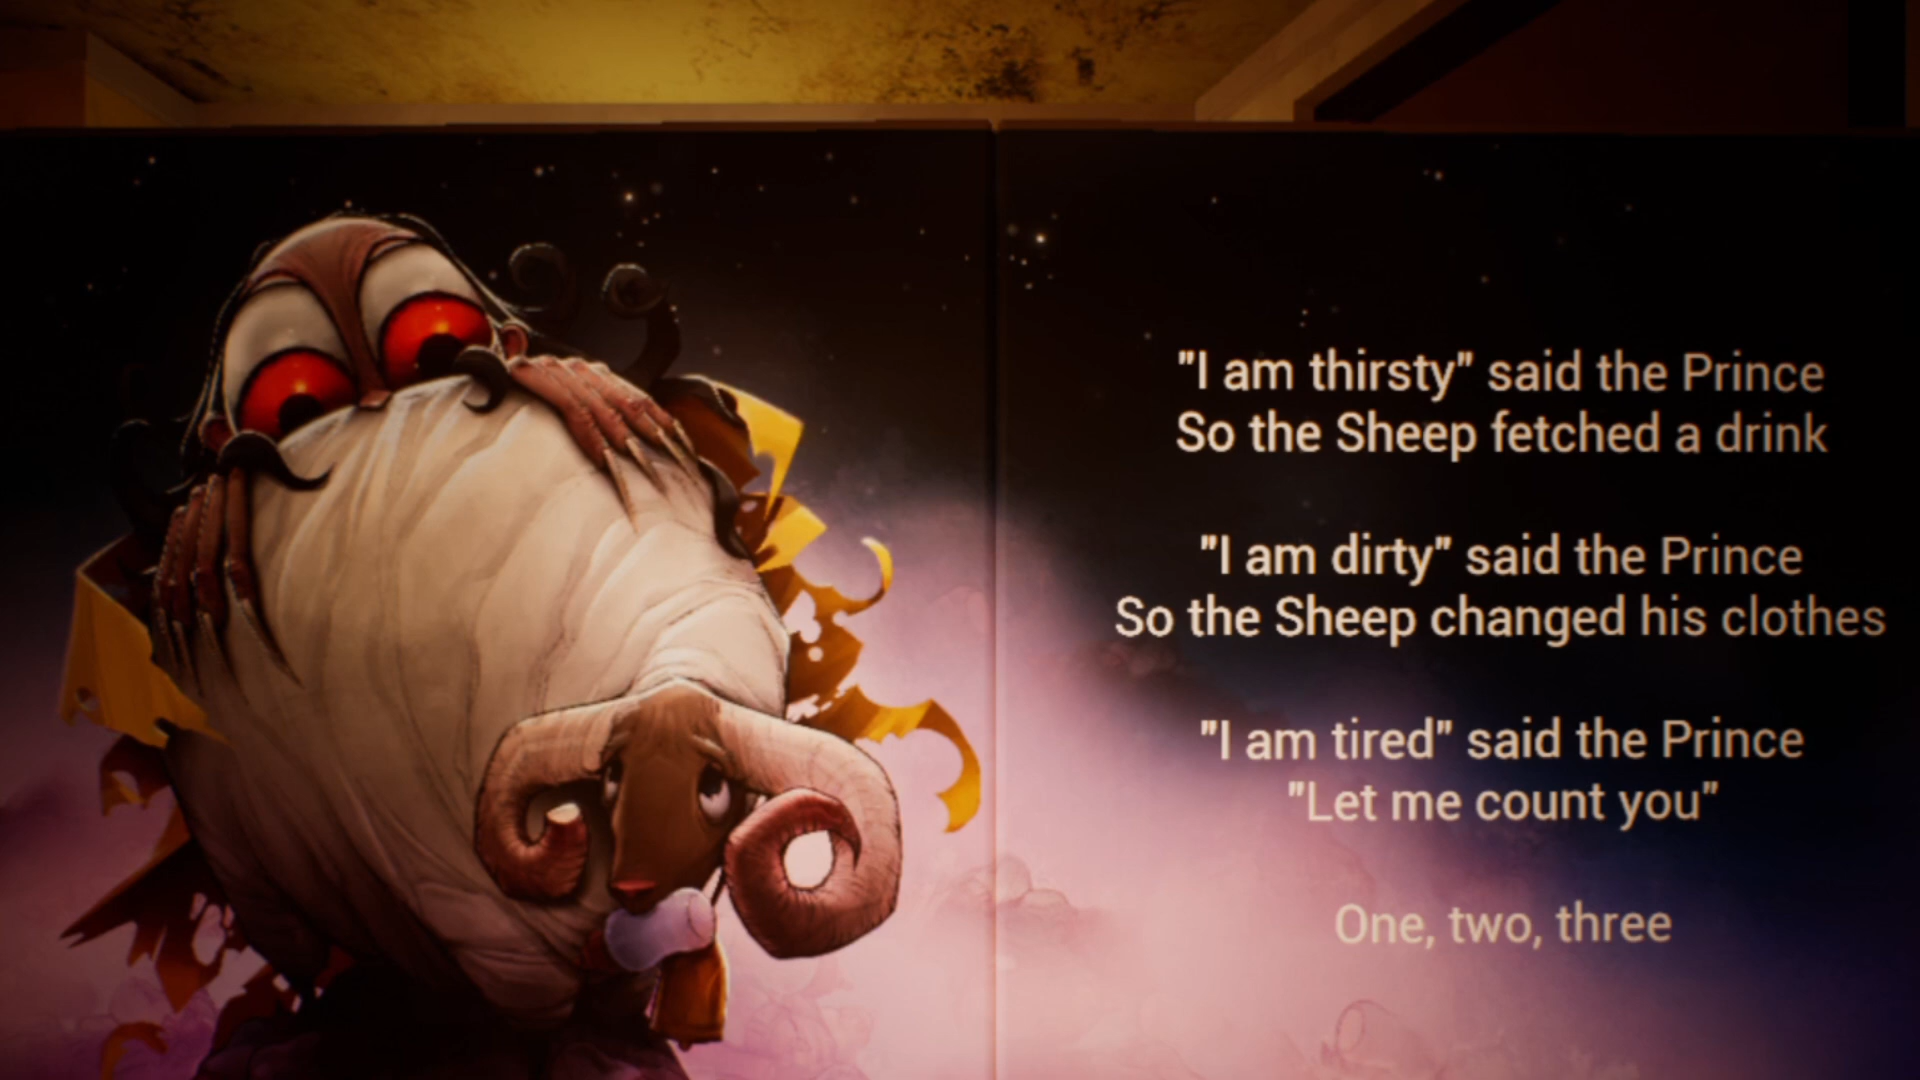 "I am thirsty" said the Prince
So the Sheep fetched a drink
"I am dirty" said the Prince
So the Sheep changed his clothes
"I am tired" said the Prince
"Let me count you"
One, two, three